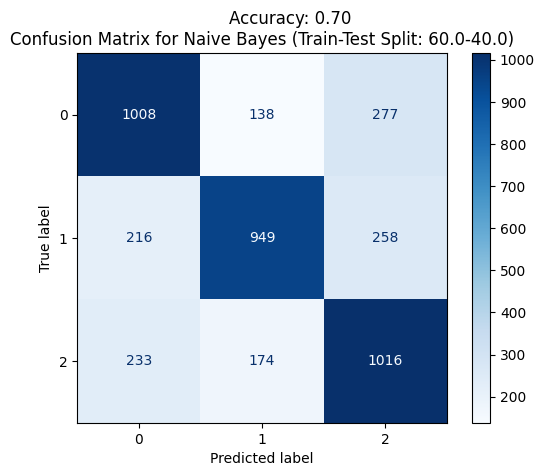 Accuracy: 0.70
Confusion Matrix for Naive Bayes (Train-Test Split: 60.0-40.0)
0 1008 138 277
1 216 949 258
2 233 174 1016
0 1 2
Predicted label
True label
1000
900
800
700
600
500
400
300
200